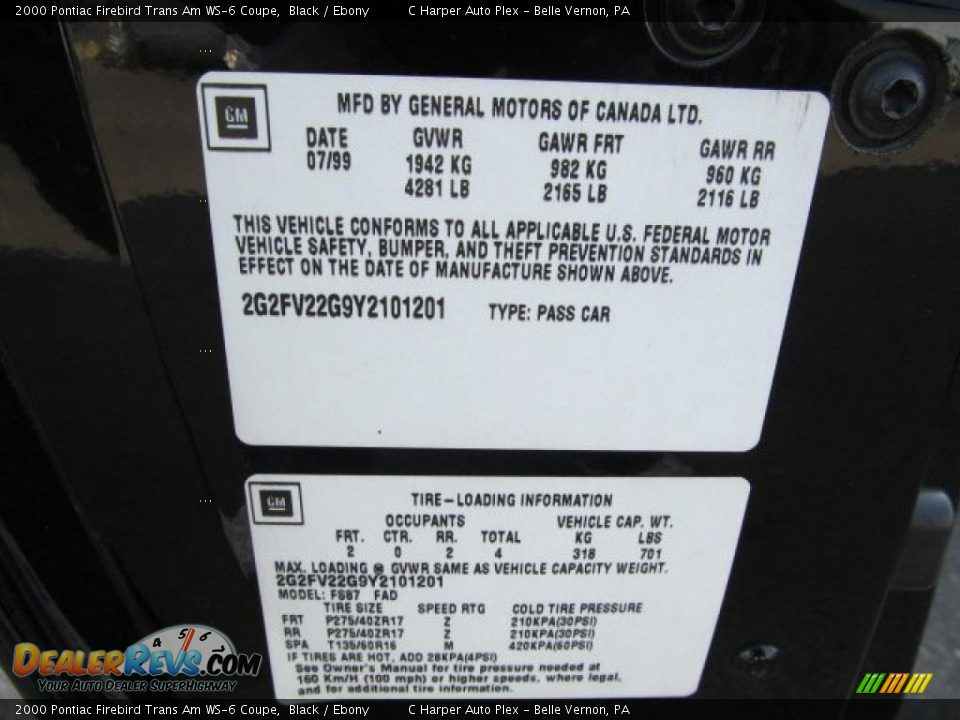 2000 Pontiac Firebird Trans Am WS-6 Coupe, Black / Ebony C Harper Auto Plex - Belle Vernon, PA
GM
MFD BY GENERAL MOTORS OF CANADA LTD.
DATE GVWR GAWR FRT GAWR RR
07/99 1942 KG 982 KG 960 KG
4281 LB 2165 LB 2116 LB
THIS VEHICLE CONFORMS TO ALL APPLICABLE U.S. FEDERAL MOTOR
VEHICLE SAFETY, BUMPER, AND THEFT PREVENTION STANDARDS IN
EFFECT ON THE DATE OF MANUFACTURE SHOWN ABOVE.
2G2FV22G9Y2101201 TYPE: PASS CAR
GM
TIRE-LOADING INFORMATION
OCCUPANTS VEHICLE CAP. WT.
FRT. CTR. RR. TOTAL KG LBS
2 0 2 4 318 701
MAX. LOADING @ GVWR SAME AS VEHICLE CAPACITY WEIGHT.
2G2FV22G9Y2101201
MODEL: FS87 FAD
TIRE SIZE SPEED RTG COLD TIRE PRESSURE
FRT P275/40ZR17 Z 210KPA(30PSI)
RR P275/40ZR17 Z 210KPA(30PSI)
SPA T135/60R16 M 420KPA(60PSI)
IF TIRES ARE HOT, ADD 28KPA(4PSI)
See Owner's Manual for tire pressure needed at
160 Km/H (100 mph) or higher speeds, where legal,
and for additional tire information.
4 5 6
DEALERREVS.COM
YOUR AUTO DEALER SUPERHIGHWAY
2000 Pontiac Firebird Trans Am WS-6 Coupe, Black / Ebony C Harper Auto Plex - Belle Vernon, PA